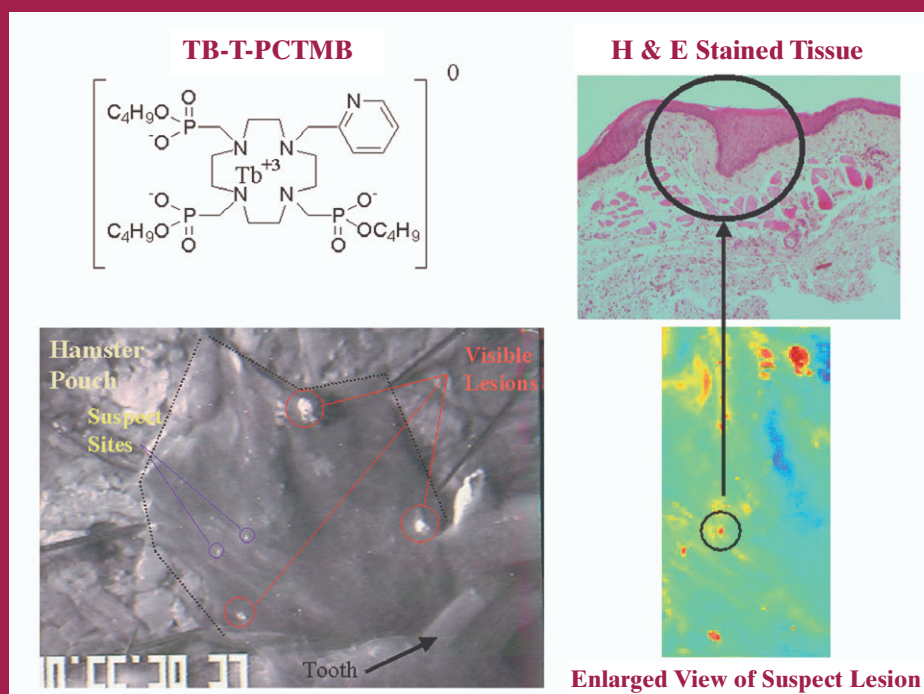 TB-T-PCTMB
H & E Stained Tissue
0
C₄H₉O
O
P
⁻O
N
N
N
Tb⁺³
N
N
O⁻
P
C₄H₉O
O
O⁻
P
OC₄H₉
O
Hamster
Pouch
Suspect
Sites
Visible
Lesions
Tooth
Enlarged View of Suspect Lesion